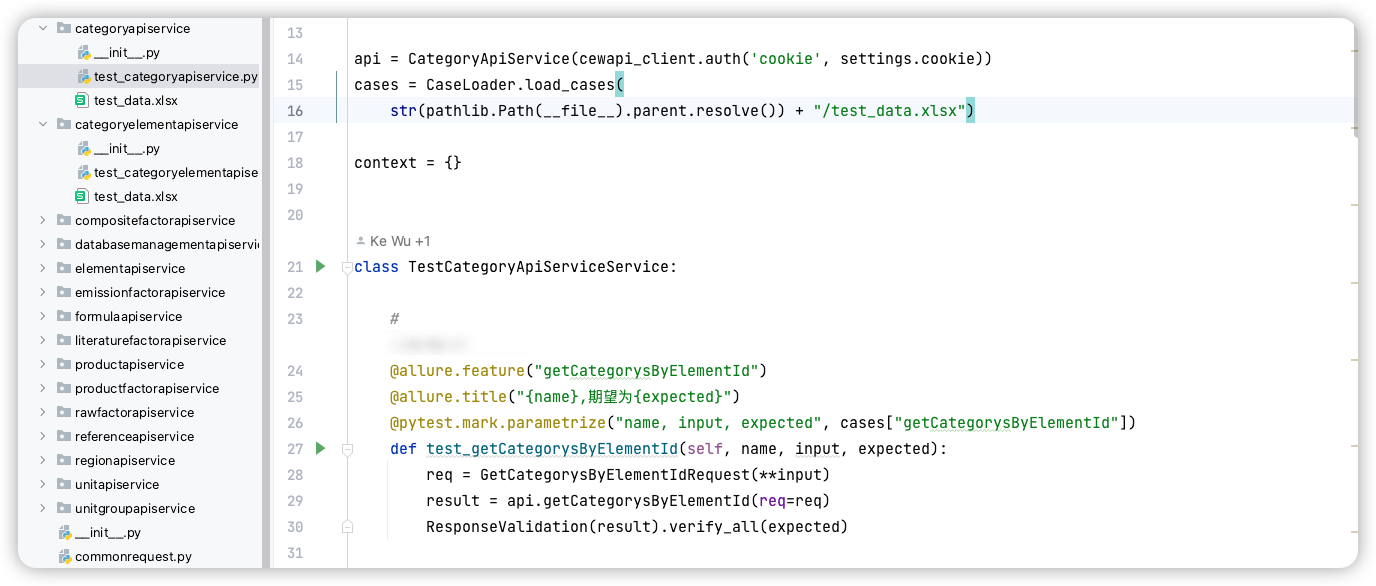 categoryapiservice
__init__.py
test_categoryapiservice.py
test_data.xlsx
categoryelementapiservice
__init__.py
test_categoryelementapise
test_data.xlsx
compositefactorapiservice
databasemanagementapiservi
elementapiservice
emissionfactorapiservice
formulaapiservice
literaturefactorapiservice
productapiservice
productfactorapiservice
rawfactorapiservice
referenceapiservice
regionapiservice
unitapiservice
unitgroupapiservice
__init__.py
commonrequest.py
13
14 api = CategoryApiService(cewapi_client.auth('cookie', settings.cookie))
15 cases = CaseLoader.load_cases(
16 str(pathlib.Path(__file__).parent.resolve()) + "/test_data.xlsx")
17
18 context = {}
19
20
Ke Wu +1
21 class TestCategoryApiServiceService:
22
23 #
24 @allure.feature("getCategorysByElementId")
25 @allure.title("{name},期望为{expected}")
26 @pytest.mark.parametrize("name, input, expected", cases["getCategorysByElementId"])
27 def test_getCategorysByElementId(self, name, input, expected):
28 req = GetCategorysByElementIdRequest(**input)
29 result = api.getCategorysByElementId(req=req)
30 ResponseValidation(result).verify_all(expected)
31